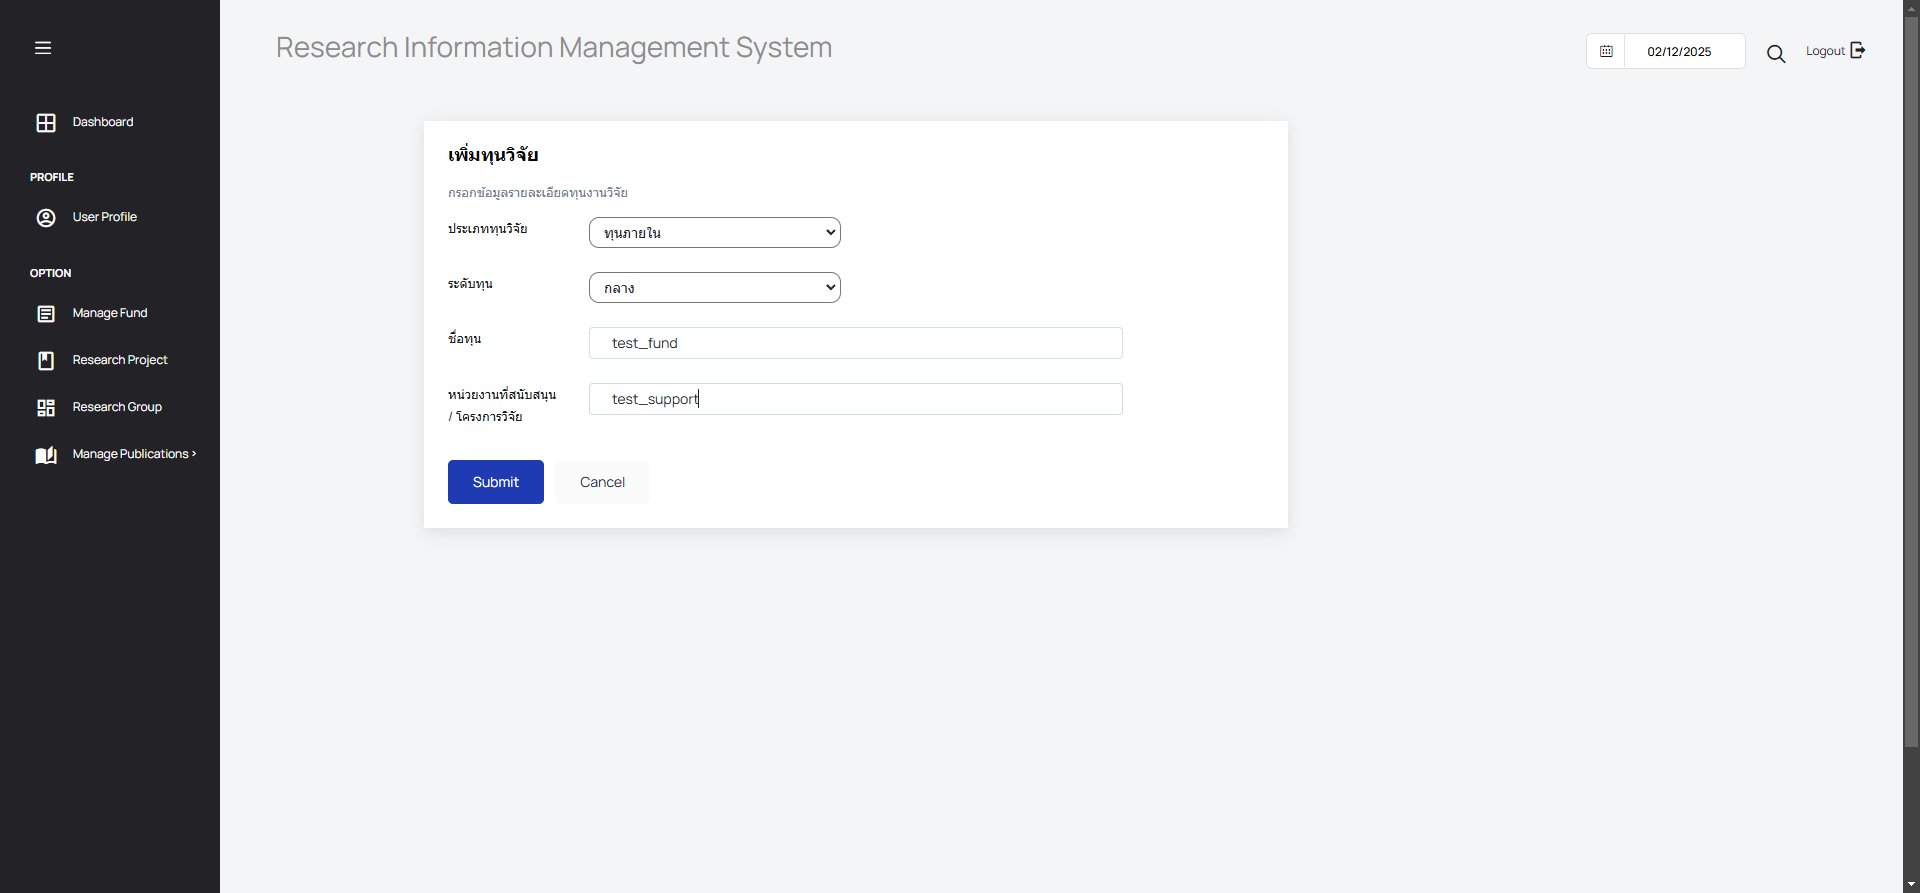 Research Information Management System
02/12/2025
Logout
Dashboard
PROFILE
User Profile
OPTION
Manage Fund
Research Project
Research Group
Manage Publications >
เพิ่มทุนวิจัย
กรอกข้อมูลรายละเอียดทุนงานวิจัย
ประเภททุนวิจัย
ทุนภายใน
ระดับทุน
กลาง
ชื่อทุน
test_fund
หน่วยงานที่สนับสนุน
/ โครงการวิจัย
test_support
Submit
Cancel